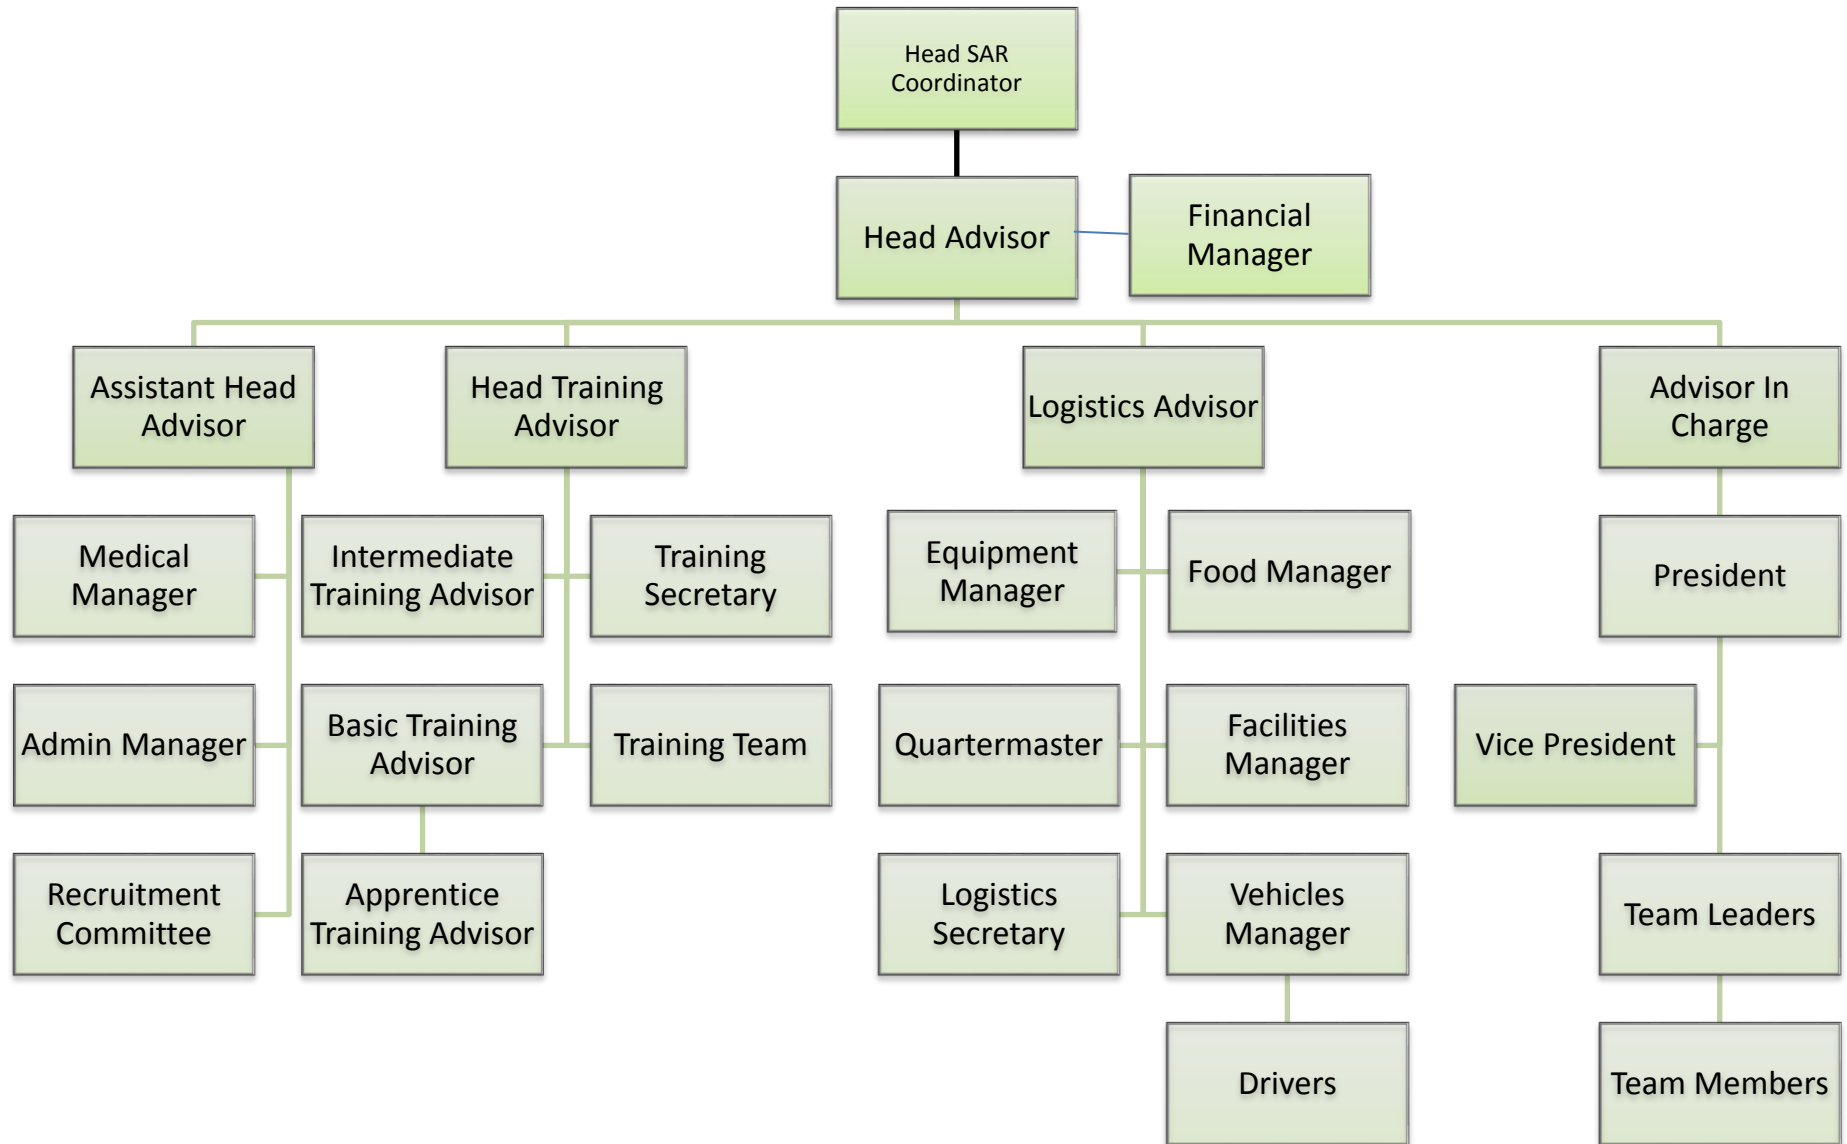 Head SAR
Coordinator
Head Advisor
Financial
Manager
Assistant Head
Advisor
Head Training
Advisor
Logistics Advisor
Advisor In
Charge
Medical
Manager
Intermediate
Training Advisor
Training
Secretary
Equipment
Manager
Food Manager
President
Admin Manager
Basic Training
Advisor
Training Team
Quartermaster
Facilities
Manager
Vice President
Recruitment
Committee
Apprentice
Training Advisor
Logistics
Secretary
Vehicles
Manager
Team Leaders
Drivers
Team Members